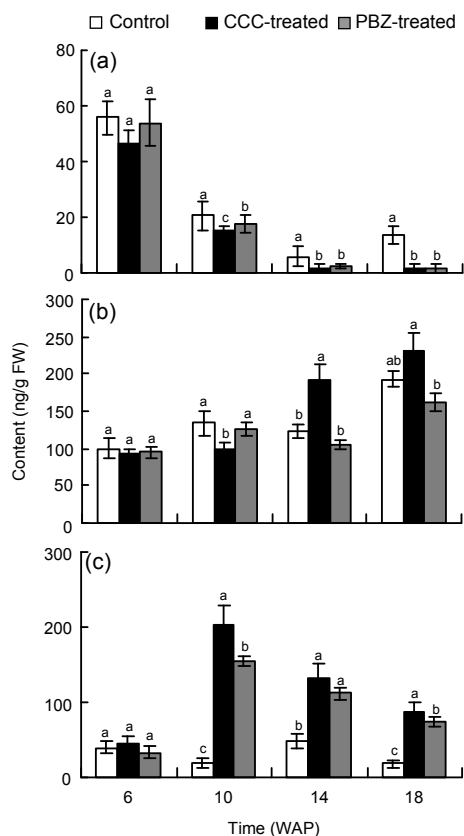 Control CCC-treated PBZ-treated
(a)
60
40
20
0
a a a
a c b
a b b
a b b
(b)
300
250
200
150
100
50
0
a a a
a b a
b a b
ab a b
Content (ng/g FW)
(c)
300
200
100
0
a a a
c a b
b a a
c a b
6 10 14 18
Time (WAP)